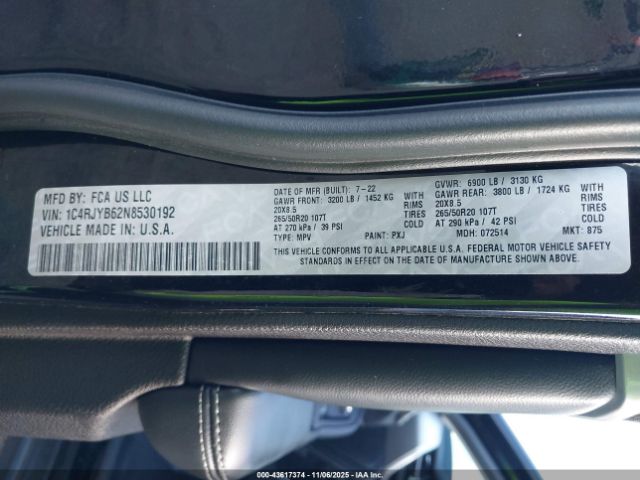 MFD BY: FCA US LLC
VIN: 1C4RJYB62N8530192
VEHICLE MADE IN: U.S.A.
DATE OF MFR (BUILT): 7-22
GAWR FRONT: 3200 LB / 1452 KG WITH
20X8.5 RIMS
265/50R20 107T TIRES
AT 270 kPa / 39 PSI COLD
TYPE: MPV PAINT: PXJ
GVWR: 6900 LB / 3130 KG
GAWR REAR: 3800 LB / 1724 KG WITH
20X8.5 RIMS
265/50R20 107T TIRES
AT 290 kPa / 42 PSI COLD
MDH: 072514 MKT: 875
THIS VEHICLE CONFORMS TO ALL APPLICABLE U.S.A. FEDERAL MOTOR VEHICLE SAFETY
STANDARDS IN EFFECT ON THE DATE OF MANUFACTURE SHOWN ABOVE.
000-43617374 - 11/06/2025 - IAAI.COM